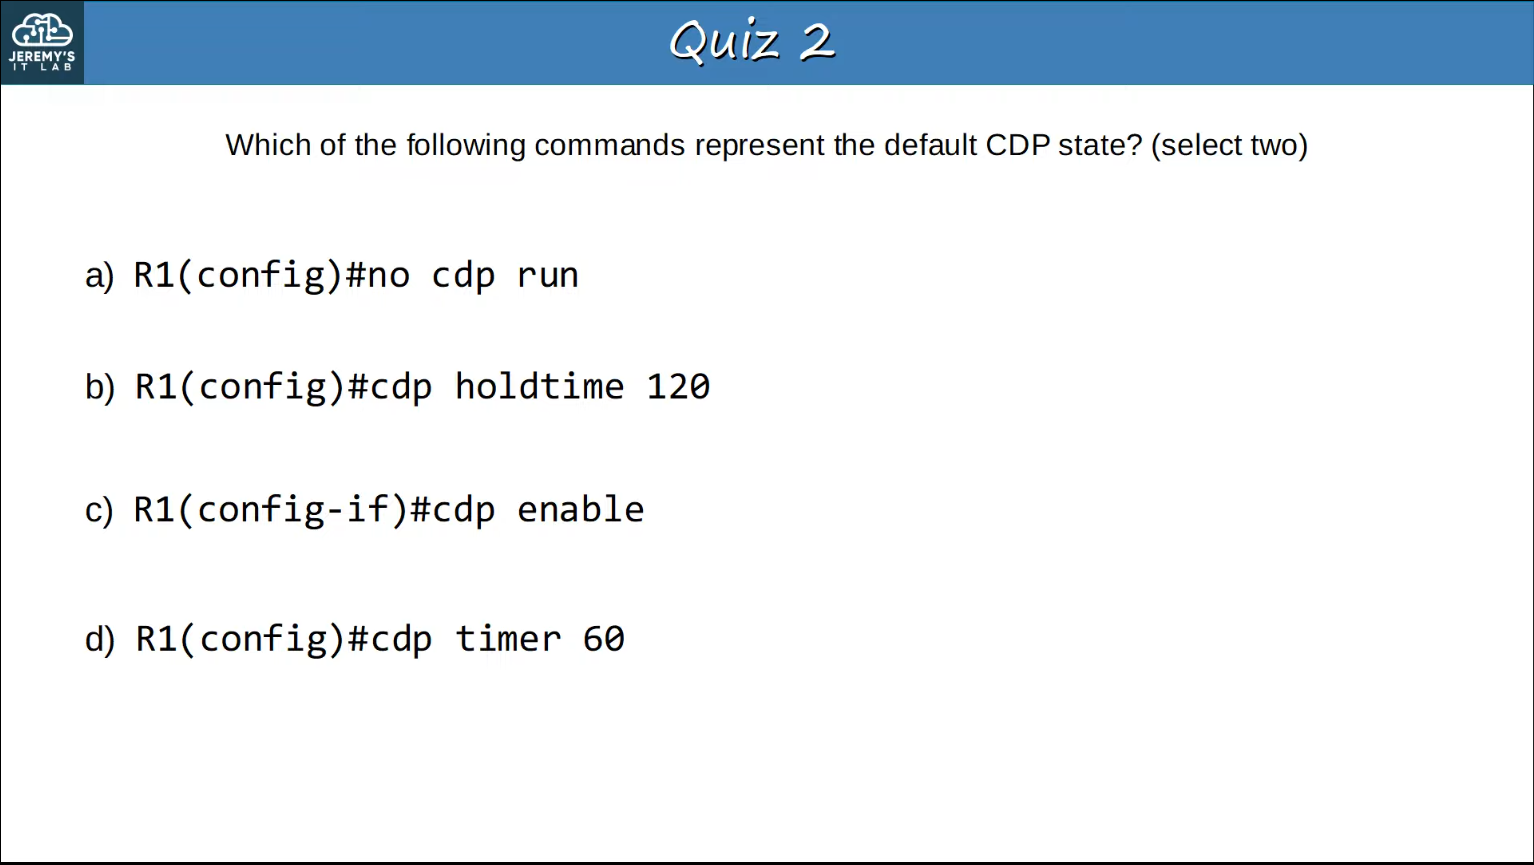 JEREMY'S
IT LAB
Quiz 2
Which of the following commands represent the default CDP state? (select two)
a) R1(config)#no cdp run
b) R1(config)#cdp holdtime 120
c) R1(config-if)#cdp enable
d) R1(config)#cdp timer 60